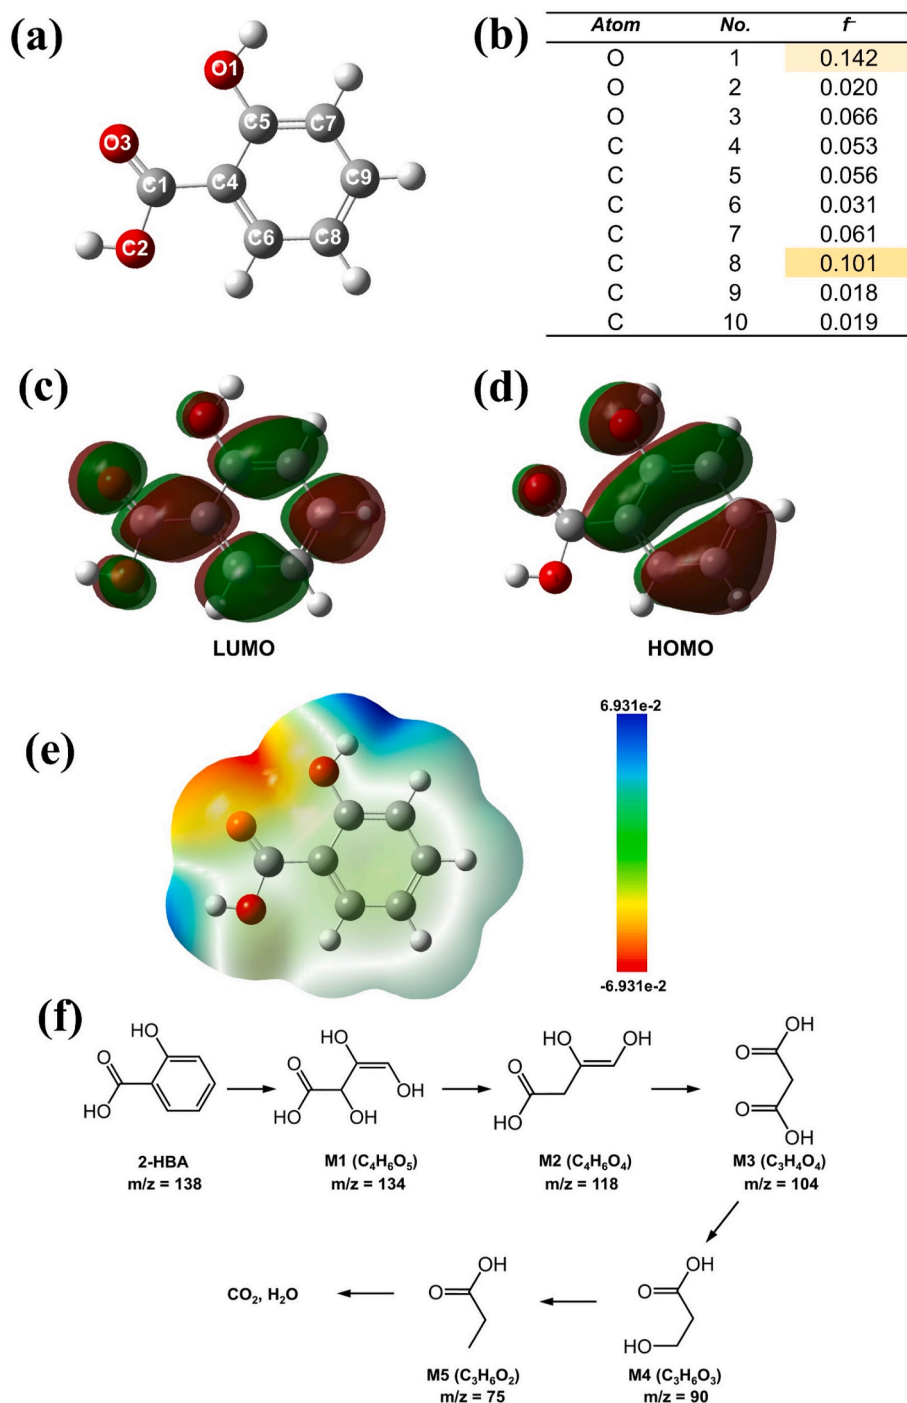 (a)
O1
O3
C5
C7
C1
C4
C9
C2
C6
C8
(b)
Atom No. f⁻
O 1 0.142
O 2 0.020
O 3 0.066
C 4 0.053
C 5 0.056
C 6 0.031
C 7 0.061
C 8 0.101
C 9 0.018
C 10 0.019
(c)
LUMO
(d)
HOMO
(e)
6.931e-2
-6.931e-2
(f)
HO
O
HO
2-HBA
m/z = 138
HO
O
OH
HO
OH
M1 (C₄H₆O₅)
m/z = 134
HO
OH
O
HO
M2 (C₄H₆O₄)
m/z = 118
OH
O
O
OH
M3 (C₃H₄O₄)
m/z = 104
CO₂, H₂O
OH
O
M5 (C₃H₆O₂)
m/z = 75
OH
O
HO
M4 (C₃H₆O₃)
m/z = 90